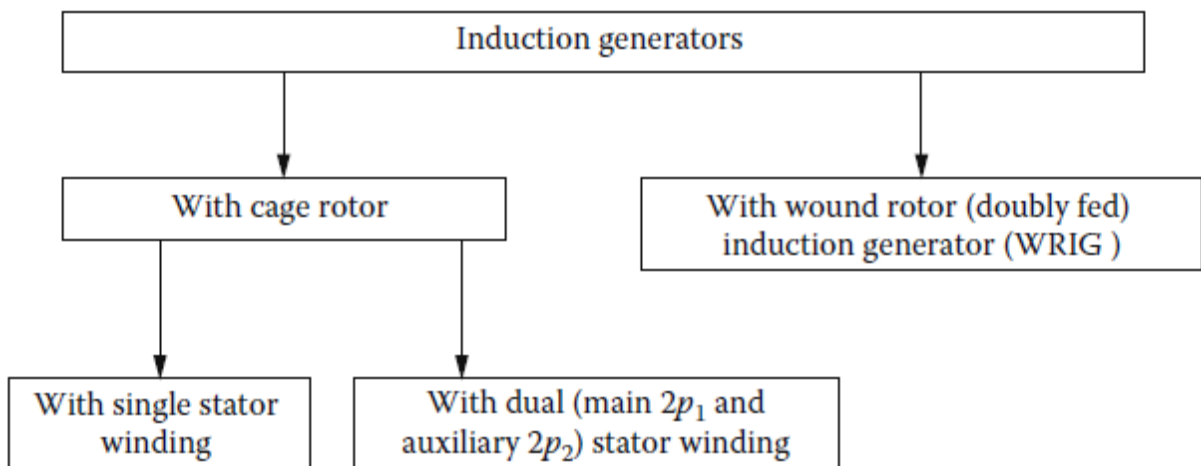 Induction generators
With cage rotor
With wound rotor (doubly fed)
induction generator (WRIG )
With single stator
winding
With dual (main 2p₁ and
auxiliary 2p₂) stator winding